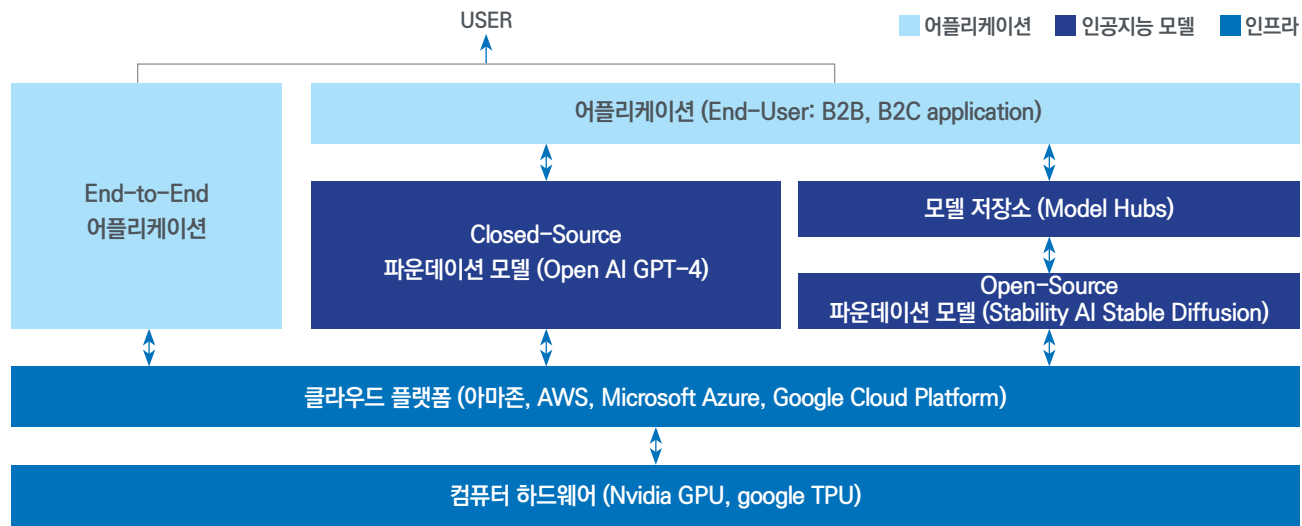 USER
어플리케이션 인공지능 모델 인프라
어플리케이션 (End-User: B2B, B2C application)
End-to-End
어플리케이션
Closed-Source
파운데이션 모델 (Open AI GPT-4)
모델 저장소 (Model Hubs)
Open-Source
파운데이션 모델 (Stability AI Stable Diffusion)
클라우드 플랫폼 (아마존, AWS, Microsoft Azure, Google Cloud Platform)
컴퓨터 하드웨어 (Nvidia GPU, google TPU)